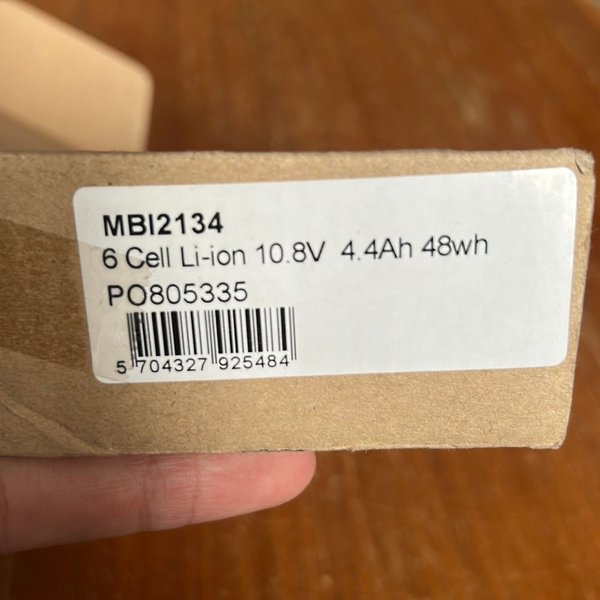 MBI2134
6 Cell Li-ion 10.8V 4.4Ah 48wh
PO805335
5 704327 925484